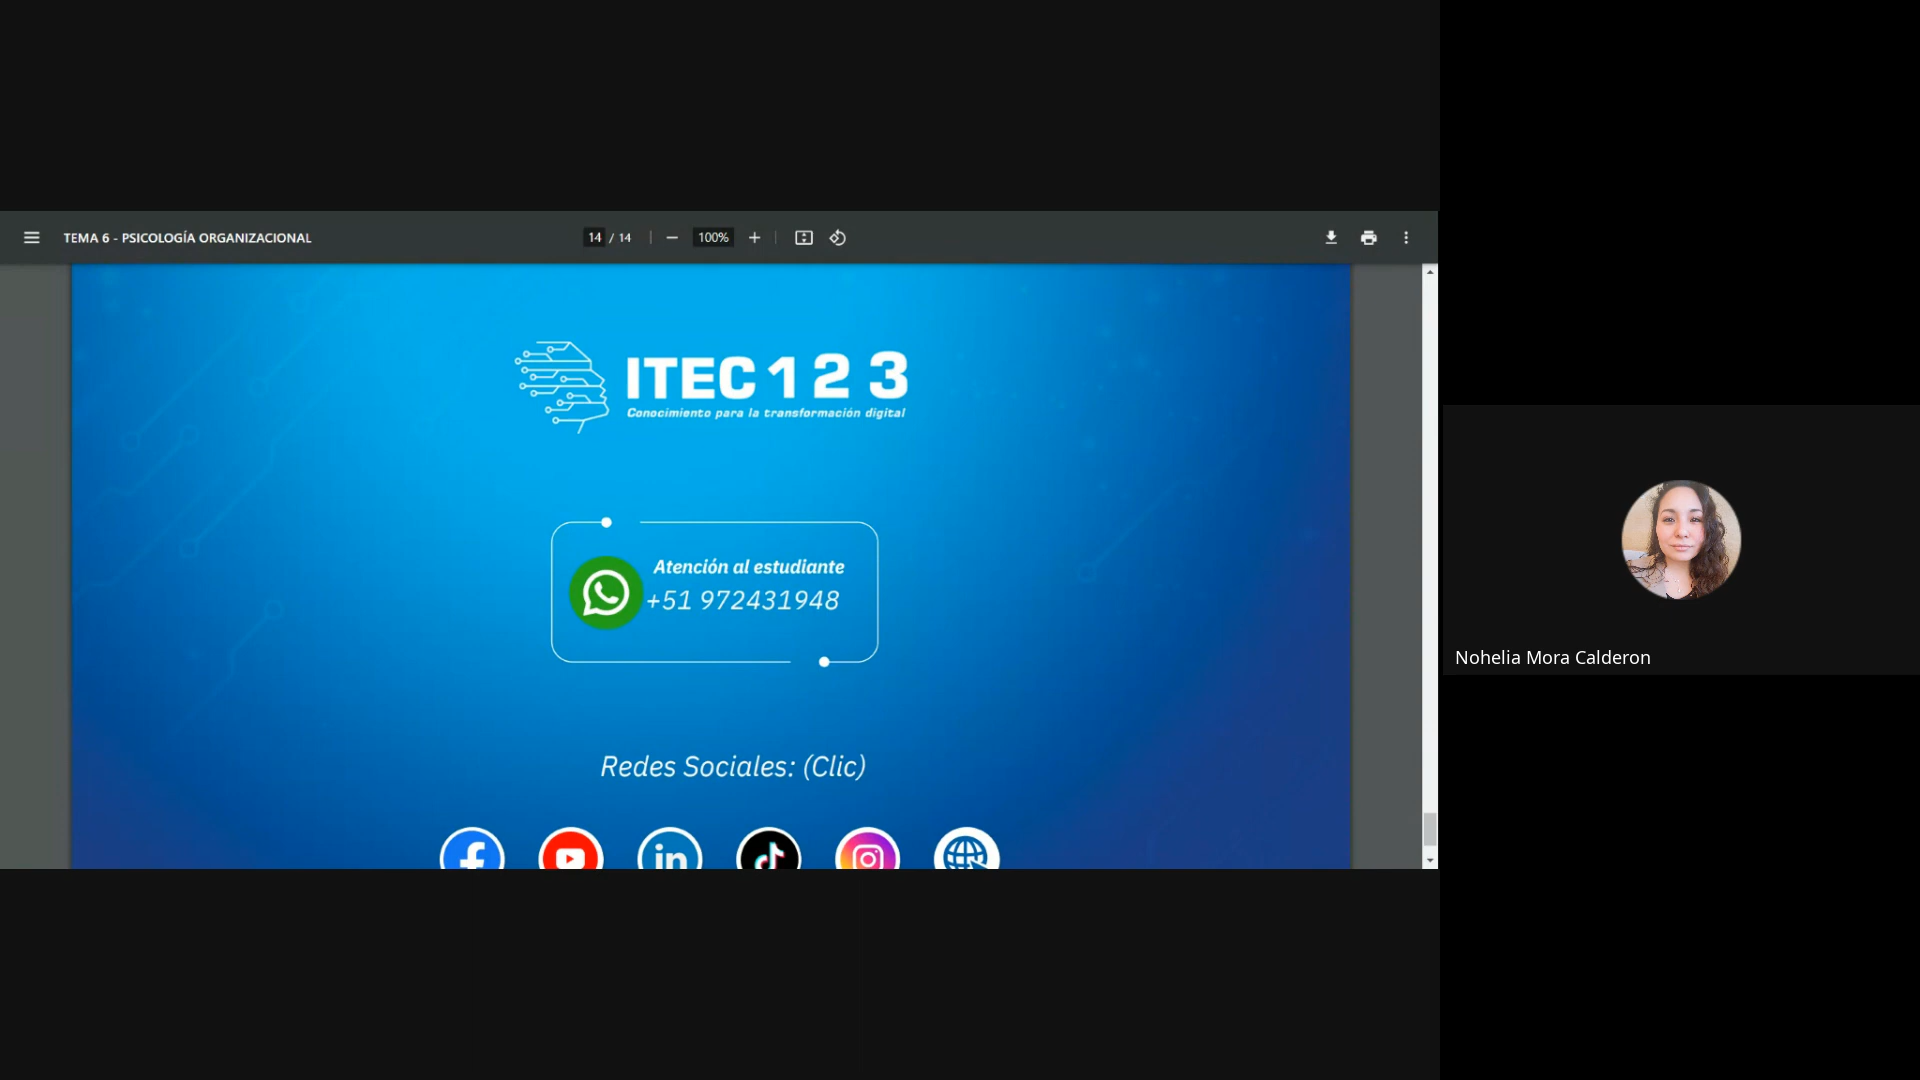 TEMA 6 - PSICOLOGÍA ORGANIZACIONAL
14 / 14
100%
ITEC 1 2 3
Conocimiento para la transformación digital
Atención al estudiante
+51 972431948
Redes Sociales: (Clic)
in
Nohelia Mora Calderon